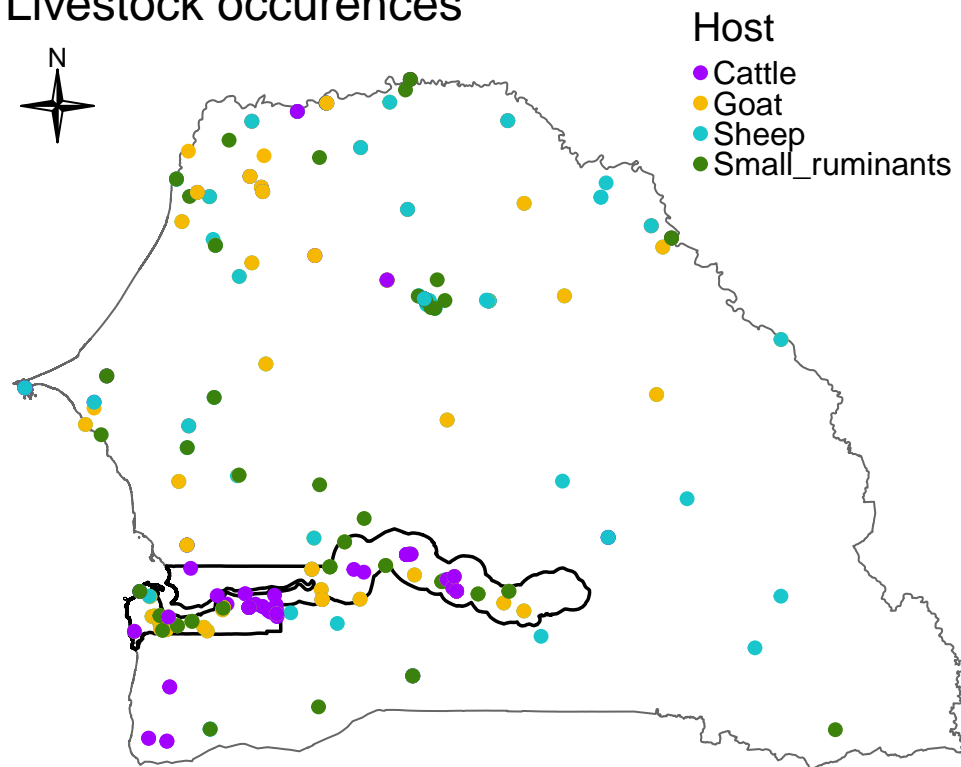 Livestock occurences
Host
N
Cattle
Goat
Sheep
Small_ruminants